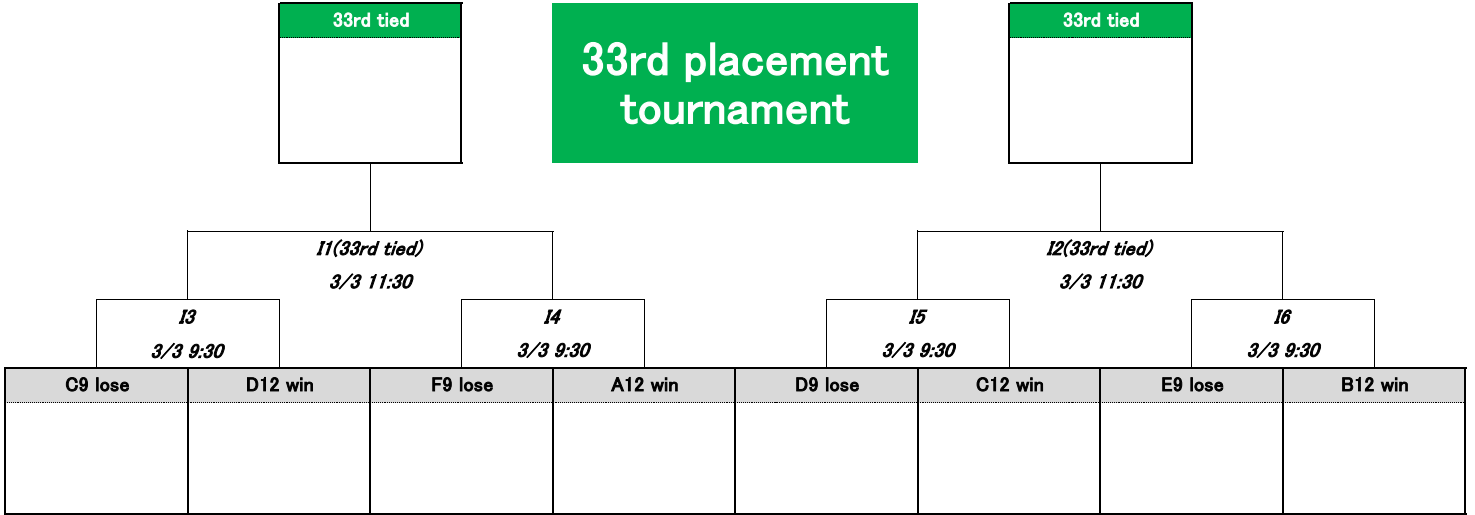 33rd tied
33rd placement
tournament
33rd tied
I1(33rd tied)
3/3 11:30
I2(33rd tied)
3/3 11:30
I3
3/3 9:30
I4
3/3 9:30
I5
3/3 9:30
I6
3/3 9:30
C9 lose
D12 win
F9 lose
A12 win
D9 lose
C12 win
E9 lose
B12 win